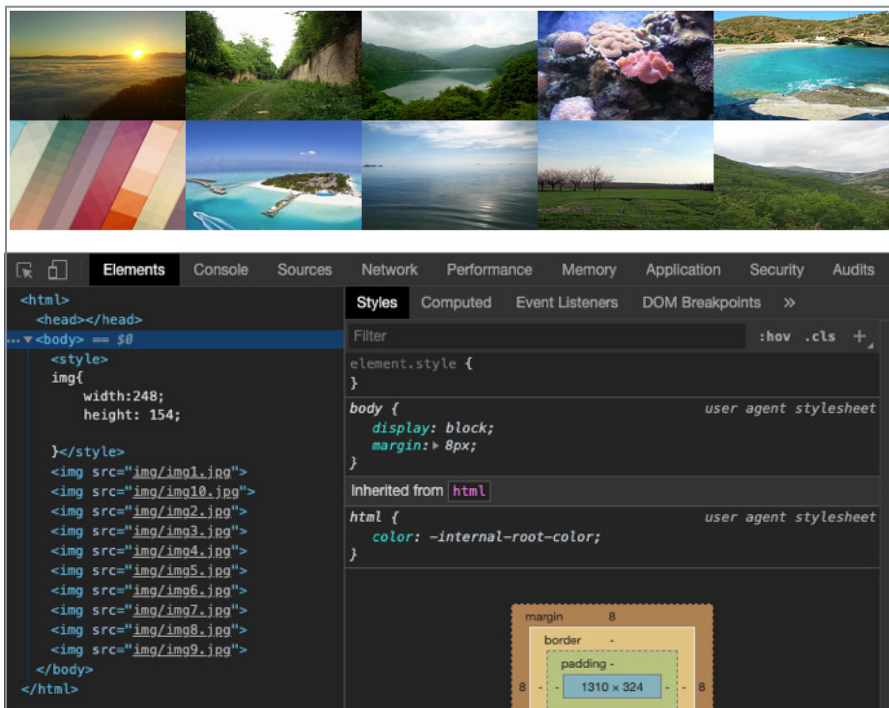 Elements Console Sources Network Performance Memory Application Security Audits
<html>
<head></head>
... ▼<body> == $0
<style>
img{
width:248;
height: 154;
}</style>
<img src="img/img1.jpg">
<img src="img/img10.jpg">
<img src="img/img2.jpg">
<img src="img/img3.jpg">
<img src="img/img4.jpg">
<img src="img/img5.jpg">
<img src="img/img6.jpg">
<img src="img/img7.jpg">
<img src="img/img8.jpg">
<img src="img/img9.jpg">
</body>
</html>
Styles Computed Event Listeners DOM Breakpoints »
Filter :hov .cls +
element.style {
}
body { user agent stylesheet
display: block;
margin:▶ 8px;
}
Inherited from html
html { user agent stylesheet
color: -internal-root-color;
}
margin 8
border -
padding -
8 - - 1310 × 324 - - 8